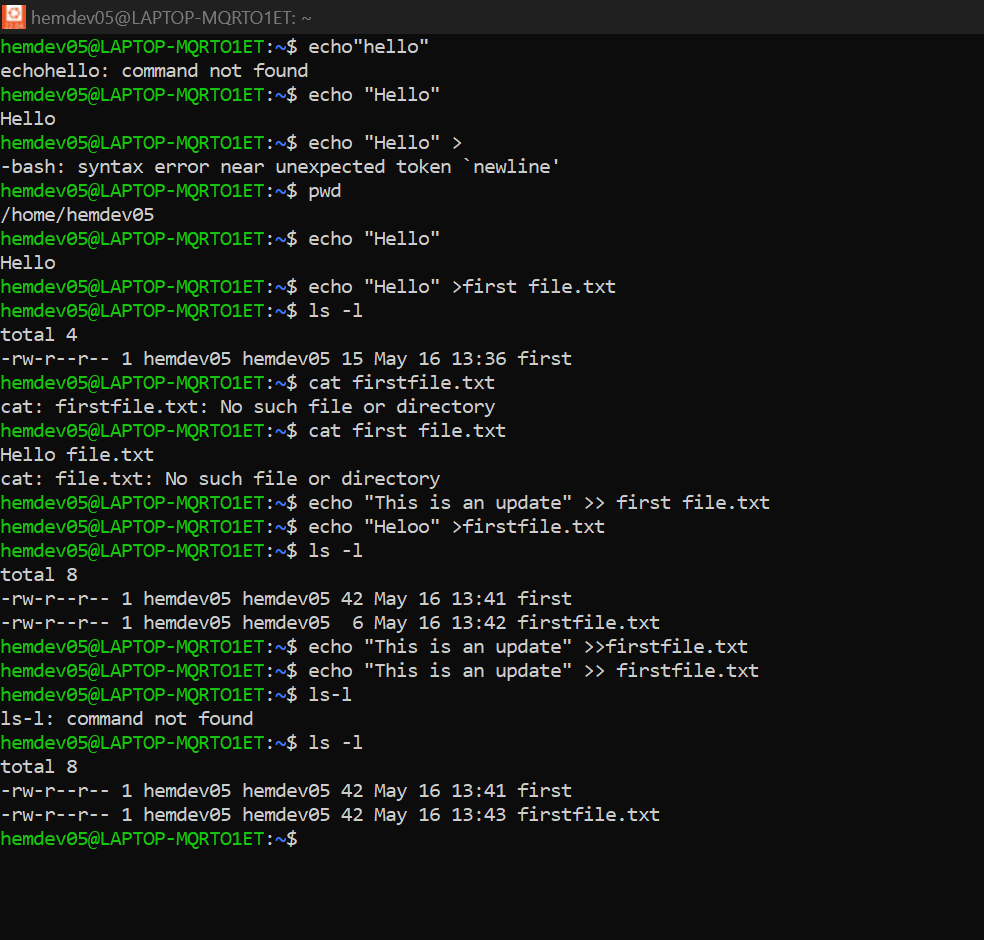 22.04
hemdev05@LAPTOP-MQRTO1ET: ~
hemdev05@LAPTOP-MQRTO1ET:~$ echo"hello"
echohello: command not found
hemdev05@LAPTOP-MQRTO1ET:~$ echo "Hello"
Hello
hemdev05@LAPTOP-MQRTO1ET:~$ echo "Hello" >
-bash: syntax error near unexpected token `newline'
hemdev05@LAPTOP-MQRTO1ET:~$ pwd
/home/hemdev05
hemdev05@LAPTOP-MQRTO1ET:~$ echo "Hello"
Hello
hemdev05@LAPTOP-MQRTO1ET:~$ echo "Hello" >first file.txt
hemdev05@LAPTOP-MQRTO1ET:~$ ls -l
total 4
-rw-r--r-- 1 hemdev05 hemdev05 15 May 16 13:36 first
hemdev05@LAPTOP-MQRTO1ET:~$ cat firstfile.txt
cat: firstfile.txt: No such file or directory
hemdev05@LAPTOP-MQRTO1ET:~$ cat first file.txt
Hello file.txt
cat: file.txt: No such file or directory
hemdev05@LAPTOP-MQRTO1ET:~$ echo "This is an update" >> first file.txt
hemdev05@LAPTOP-MQRTO1ET:~$ echo "Heloo" >firstfile.txt
hemdev05@LAPTOP-MQRTO1ET:~$ ls -l
total 8
-rw-r--r-- 1 hemdev05 hemdev05 42 May 16 13:41 first
-rw-r--r-- 1 hemdev05 hemdev05  6 May 16 13:42 firstfile.txt
hemdev05@LAPTOP-MQRTO1ET:~$ echo "This is an update" >>firstfile.txt
hemdev05@LAPTOP-MQRTO1ET:~$ echo "This is an update" >> firstfile.txt
hemdev05@LAPTOP-MQRTO1ET:~$ ls-l
ls-l: command not found
hemdev05@LAPTOP-MQRTO1ET:~$ ls -l
total 8
-rw-r--r-- 1 hemdev05 hemdev05 42 May 16 13:41 first
-rw-r--r-- 1 hemdev05 hemdev05 42 May 16 13:43 firstfile.txt
hemdev05@LAPTOP-MQRTO1ET:~$